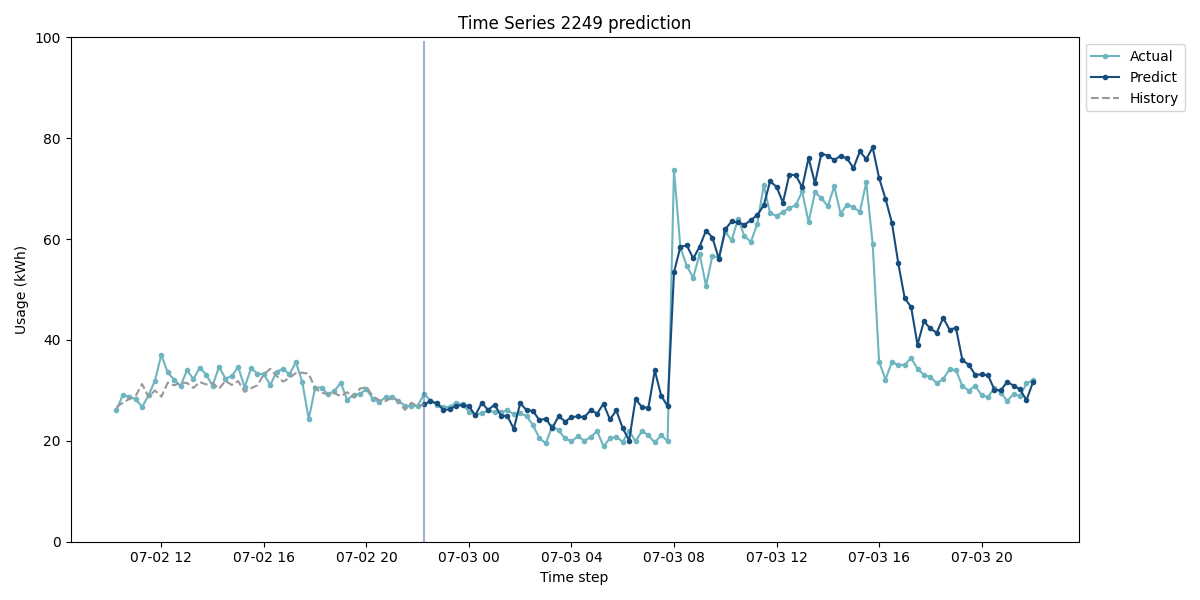 Time Series 2249 prediction
100
80
60
40
20
0
Usage (kWh)
07-02 12
07-02 16
07-02 20
07-03 00
07-03 04
07-03 08
07-03 12
07-03 16
07-03 20
Time step
Actual
Predict
History